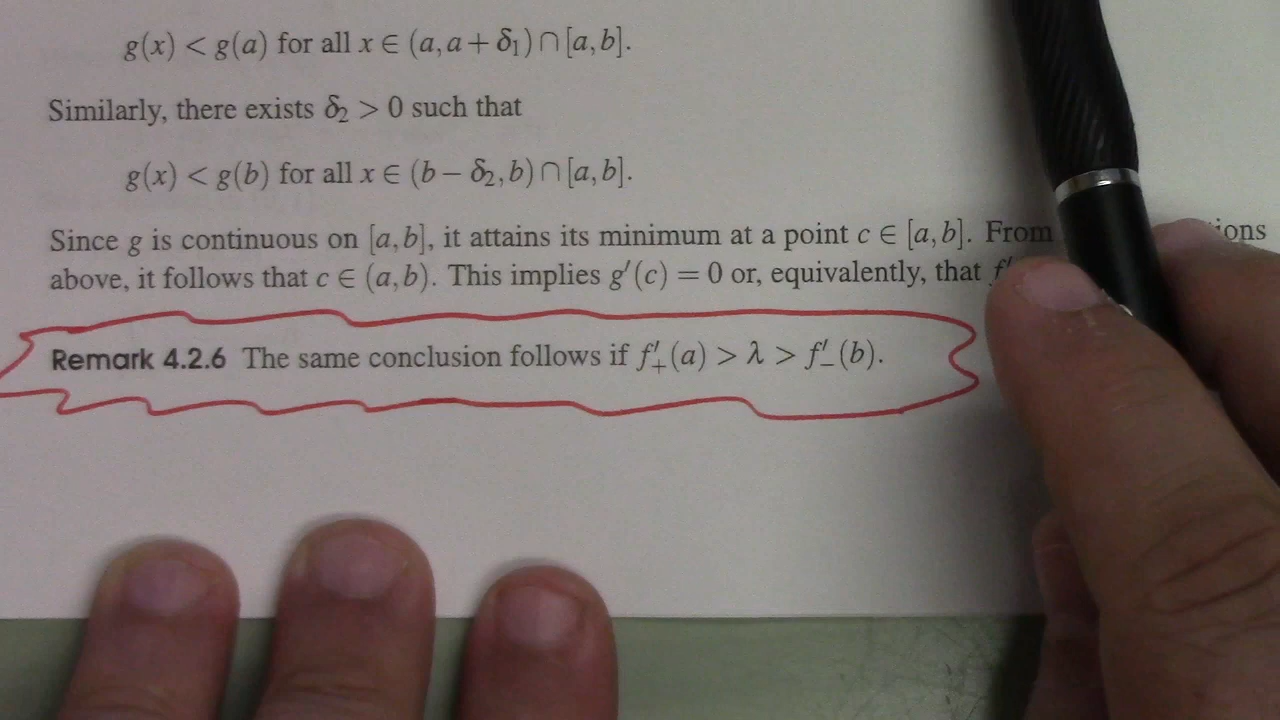 g(x) < g(a) for all x ∈ (a, a + δ₁) ∩ [a, b].
Similarly, there exists δ₂ > 0 such that
g(x) < g(b) for all x ∈ (b − δ₂, b) ∩ [a, b].
Since g is continuous on [a, b], it attains its minimum at a point c ∈ [a, b]. From
above, it follows that c ∈ (a, b). This implies g′(c) = 0 or, equivalently, that
Remark 4.2.6 The same conclusion follows if f′₊(a) > λ > f′₋(b).